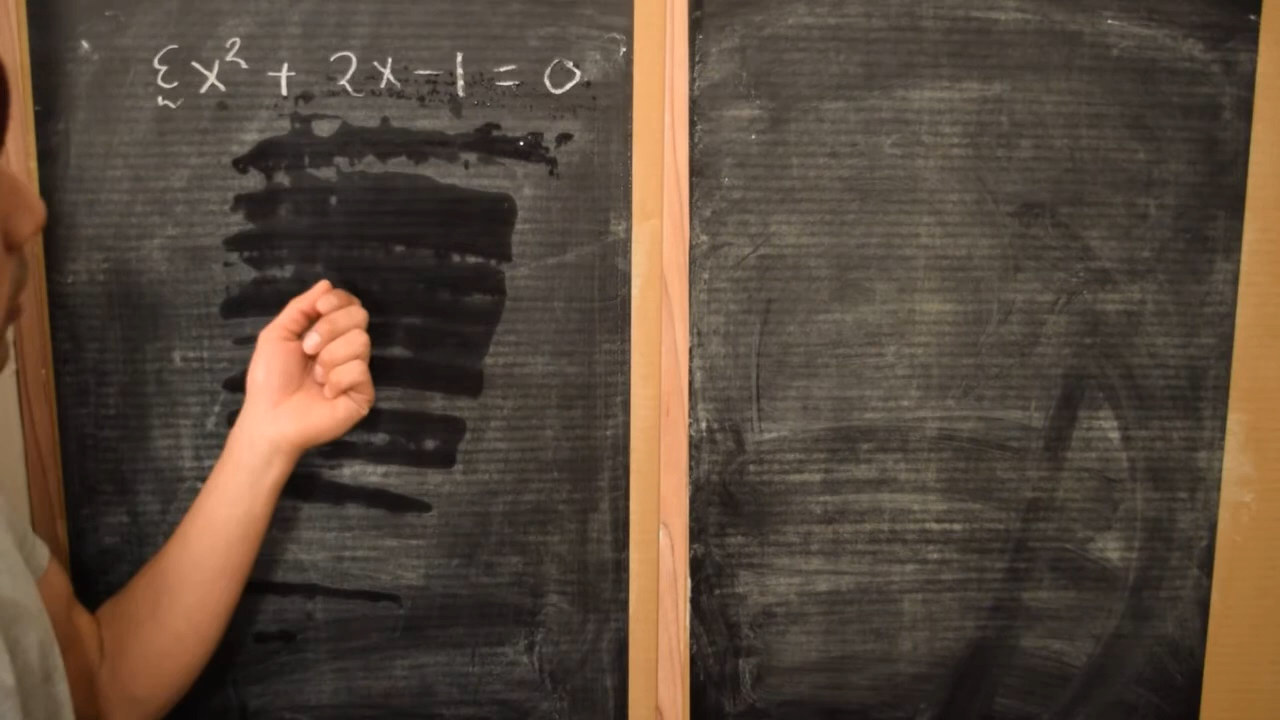 εx² + 2x - 1 = 0